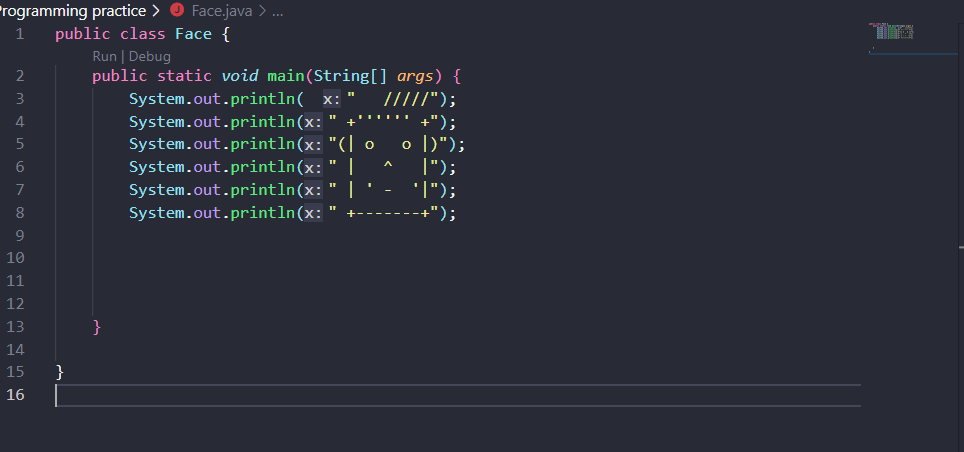 Programming practice > Face.java > ...
1 public class Face {
Run | Debug
2     public static void main(String[] args) {
3         System.out.println(  x: "   /////");
4         System.out.println(x: " +'''''' +");
5         System.out.println(x: "(| o   o |)");
6         System.out.println(x: " |   ^   |");
7         System.out.println(x: " | ' -  '|");
8         System.out.println(x: " +-------+");
9
10
11
12
13     }
14
15 }
16